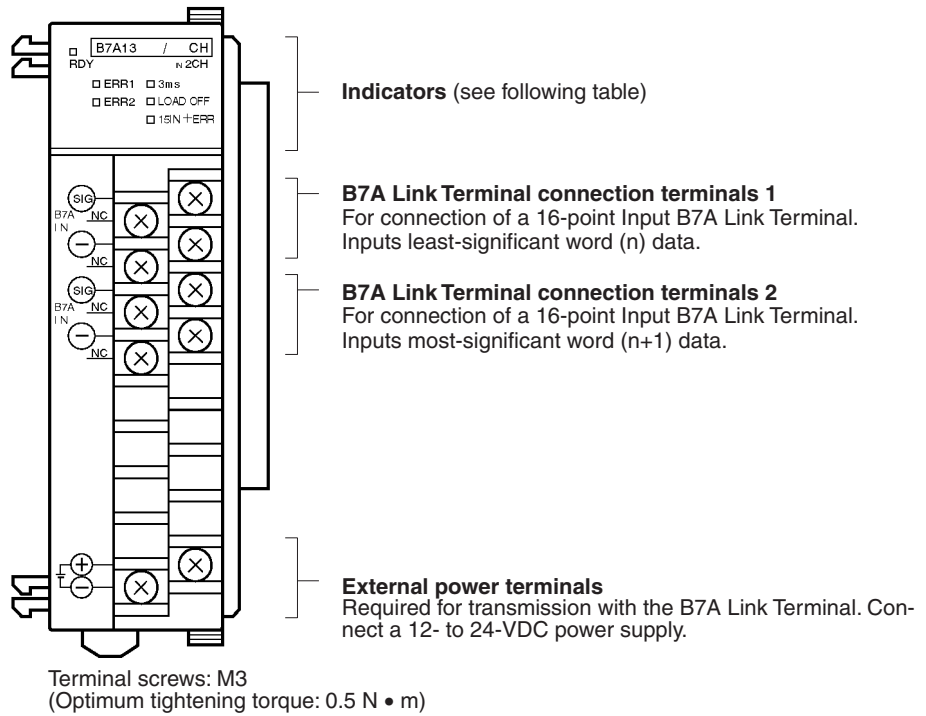 B7A13 / CH
RDY
IN 2CH
ERR1 3ms
ERR2 LOAD OFF
15IN+ERR
Indicators (see following table)
SIG
B7A
IN
NC
−
NC
B7A Link Terminal connection terminals 1
For connection of a 16-point Input B7A Link Terminal.
Inputs least-significant word (n) data.
SIG
B7A
IN
NC
−
NC
B7A Link Terminal connection terminals 2
For connection of a 16-point Input B7A Link Terminal.
Inputs most-significant word (n+1) data.
+
−
External power terminals
Required for transmission with the B7A Link Terminal. Con-
nect a 12- to 24-VDC power supply.
Terminal screws: M3
(Optimum tightening torque: 0.5 N • m)